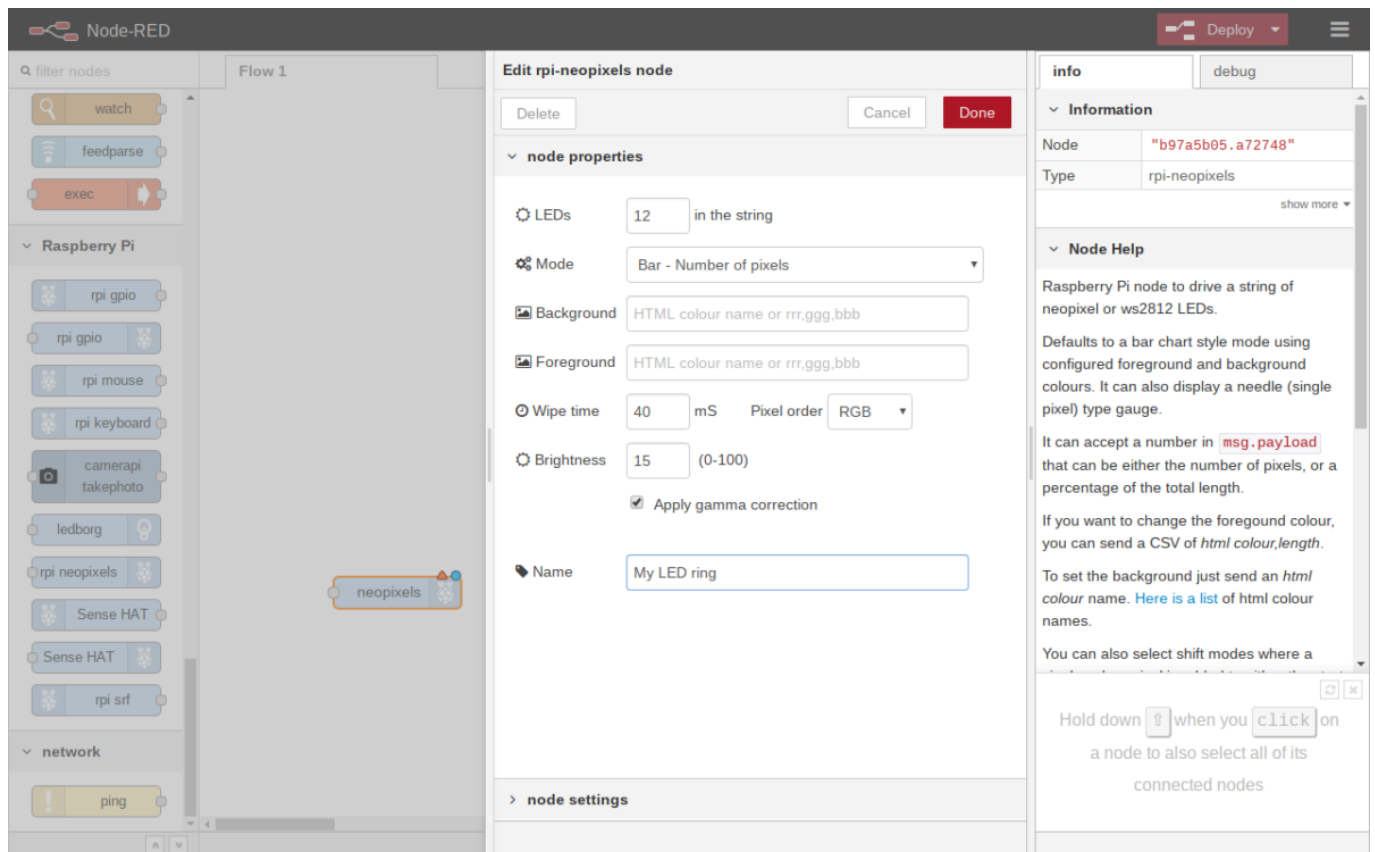 Node-RED
Deploy
filter nodes
watch
feedparse
exec
Raspberry Pi
rpi gpio
rpi gpio
rpi mouse
rpi keyboard
camerapi
takephoto
ledborg
rpi neopixels
Sense HAT
Sense HAT
rpi srf
network
ping
Flow 1
neopixels
Edit rpi-neopixels node
Delete
Cancel
Done
node properties
LEDs 12 in the string
Mode Bar - Number of pixels
Background HTML colour name or rrr,ggg,bbb
Foreground HTML colour name or rrr,ggg,bbb
Wipe time 40 mS Pixel order RGB
Brightness 15 (0-100)
Apply gamma correction
Name My LED ring
node settings
info
debug
Information
Node "b97a5b05.a72748"
Type rpi-neopixels
show more
Node Help
Raspberry Pi node to drive a string of
neopixel or ws2812 LEDs.
Defaults to a bar chart style mode using
configured foreground and background
colours. It can also display a needle (single
pixel) type gauge.
It can accept a number in msg.payload
that can be either the number of pixels, or a
percentage of the total length.
If you want to change the foregound colour,
you can send a CSV of html colour,length.
To set the background just send an html
colour name. Here is a list of html colour
names.
You can also select shift modes where a
Hold down ⇧ when you click on
a node to also select all of its
connected nodes